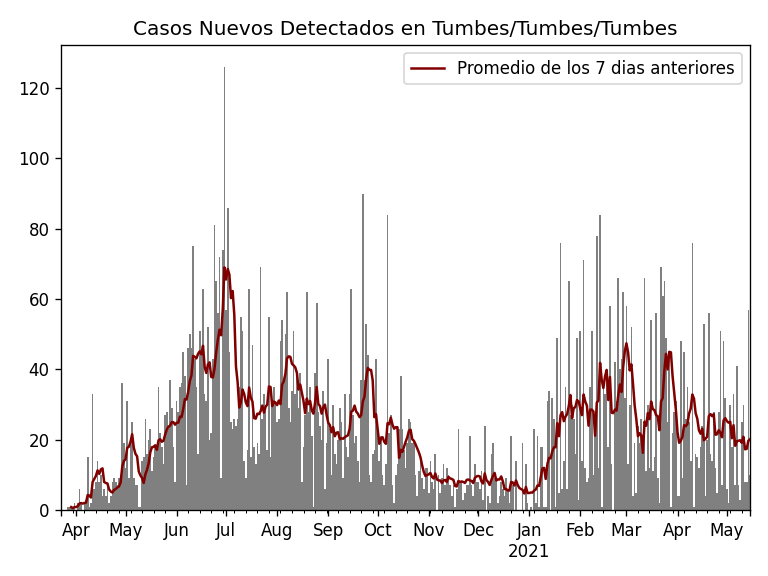 Casos Nuevos Detectados en Tumbes/Tumbes/Tumbes
Promedio de los 7 dias anteriores
120
100
80
60
40
20
0
Apr May Jun Jul Aug Sep Oct Nov Dec Jan Feb Mar Apr May
2021